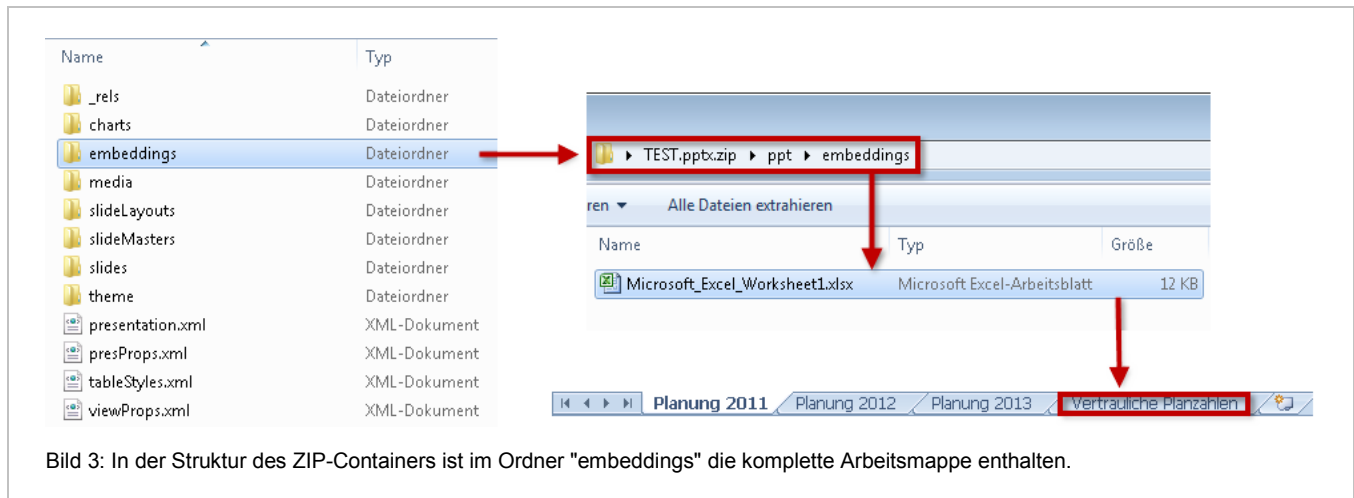 Name Typ
_rels Dateiordner
charts Dateiordner
embeddings Dateiordner
media Dateiordner
slideLayouts Dateiordner
slideMasters Dateiordner
slides Dateiordner
theme Dateiordner
presentation.xml XML-Dokument
presProps.xml XML-Dokument
tableStyles.xml XML-Dokument
viewProps.xml XML-Dokument
TEST.pptx.zip ppt embeddings
ren Alle Dateien extrahieren
Name Typ Größe
Microsoft_Excel_Worksheet1.xlsx Microsoft Excel-Arbeitsblatt 12 KB
Planung 2011 Planung 2012 Planung 2013 Vertrauliche Planzahlen
Bild 3: In der Struktur des ZIP-Containers ist im Ordner "embeddings" die komplette Arbeitsmappe enthalten.